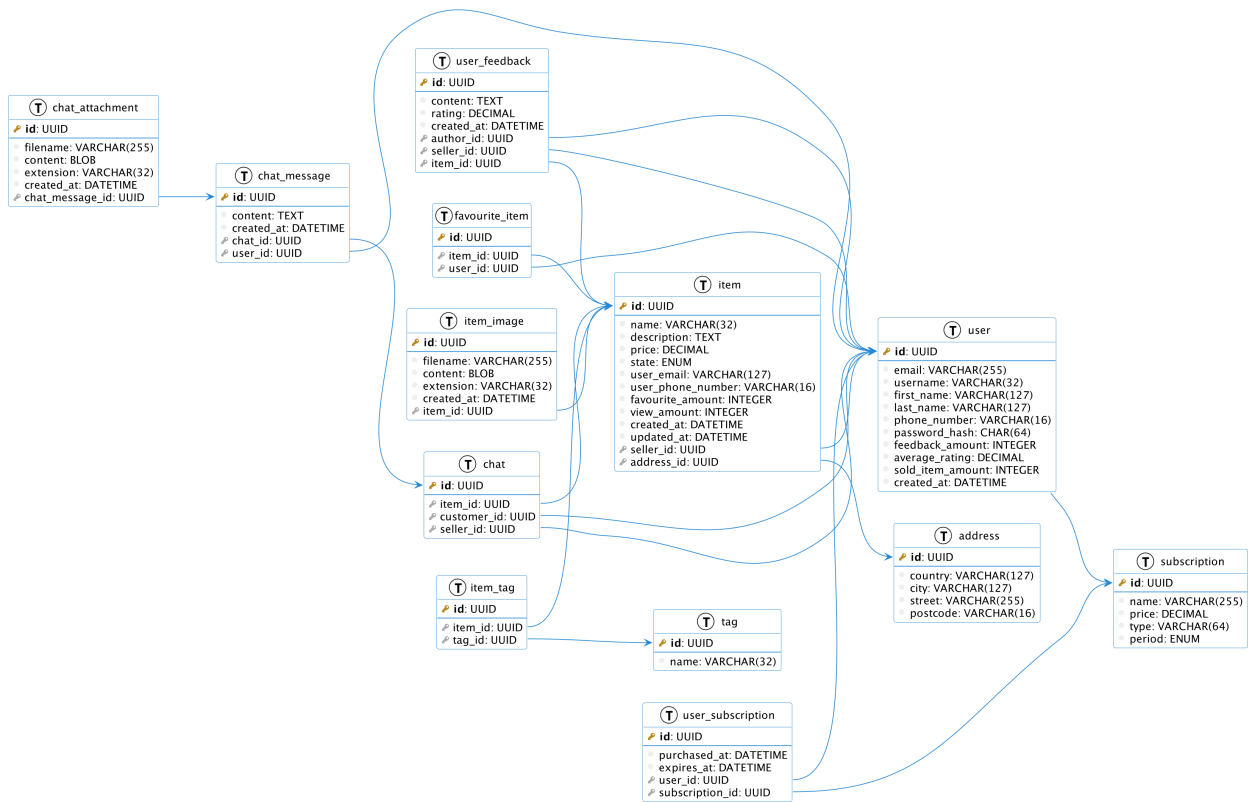 T chat_attachment
id: UUID
filename: VARCHAR(255)
content: BLOB
extension: VARCHAR(32)
created_at: DATETIME
chat_message_id: UUID
T chat_message
id: UUID
content: TEXT
created_at: DATETIME
chat_id: UUID
user_id: UUID
T user_feedback
id: UUID
content: TEXT
rating: DECIMAL
created_at: DATETIME
author_id: UUID
seller_id: UUID
item_id: UUID
T favourite_item
id: UUID
item_id: UUID
user_id: UUID
T item_image
id: UUID
filename: VARCHAR(255)
content: BLOB
extension: VARCHAR(32)
created_at: DATETIME
item_id: UUID
T chat
id: UUID
item_id: UUID
customer_id: UUID
seller_id: UUID
T item_tag
id: UUID
item_id: UUID
tag_id: UUID
T item
id: UUID
name: VARCHAR(32)
description: TEXT
price: DECIMAL
state: ENUM
user_email: VARCHAR(127)
user_phone_number: VARCHAR(16)
favourite_amount: INTEGER
view_amount: INTEGER
created_at: DATETIME
updated_at: DATETIME
seller_id: UUID
address_id: UUID
T tag
id: UUID
name: VARCHAR(32)
T user_subscription
id: UUID
purchased_at: DATETIME
expires_at: DATETIME
user_id: UUID
subscription_id: UUID
T user
id: UUID
email: VARCHAR(255)
username: VARCHAR(32)
first_name: VARCHAR(127)
last_name: VARCHAR(127)
phone_number: VARCHAR(16)
password_hash: CHAR(64)
feedback_amount: INTEGER
average_rating: DECIMAL
sold_item_amount: INTEGER
created_at: DATETIME
T address
id: UUID
country: VARCHAR(127)
city: VARCHAR(127)
street: VARCHAR(255)
postcode: VARCHAR(16)
T subscription
id: UUID
name: VARCHAR(255)
price: DECIMAL
type: VARCHAR(64)
period: ENUM